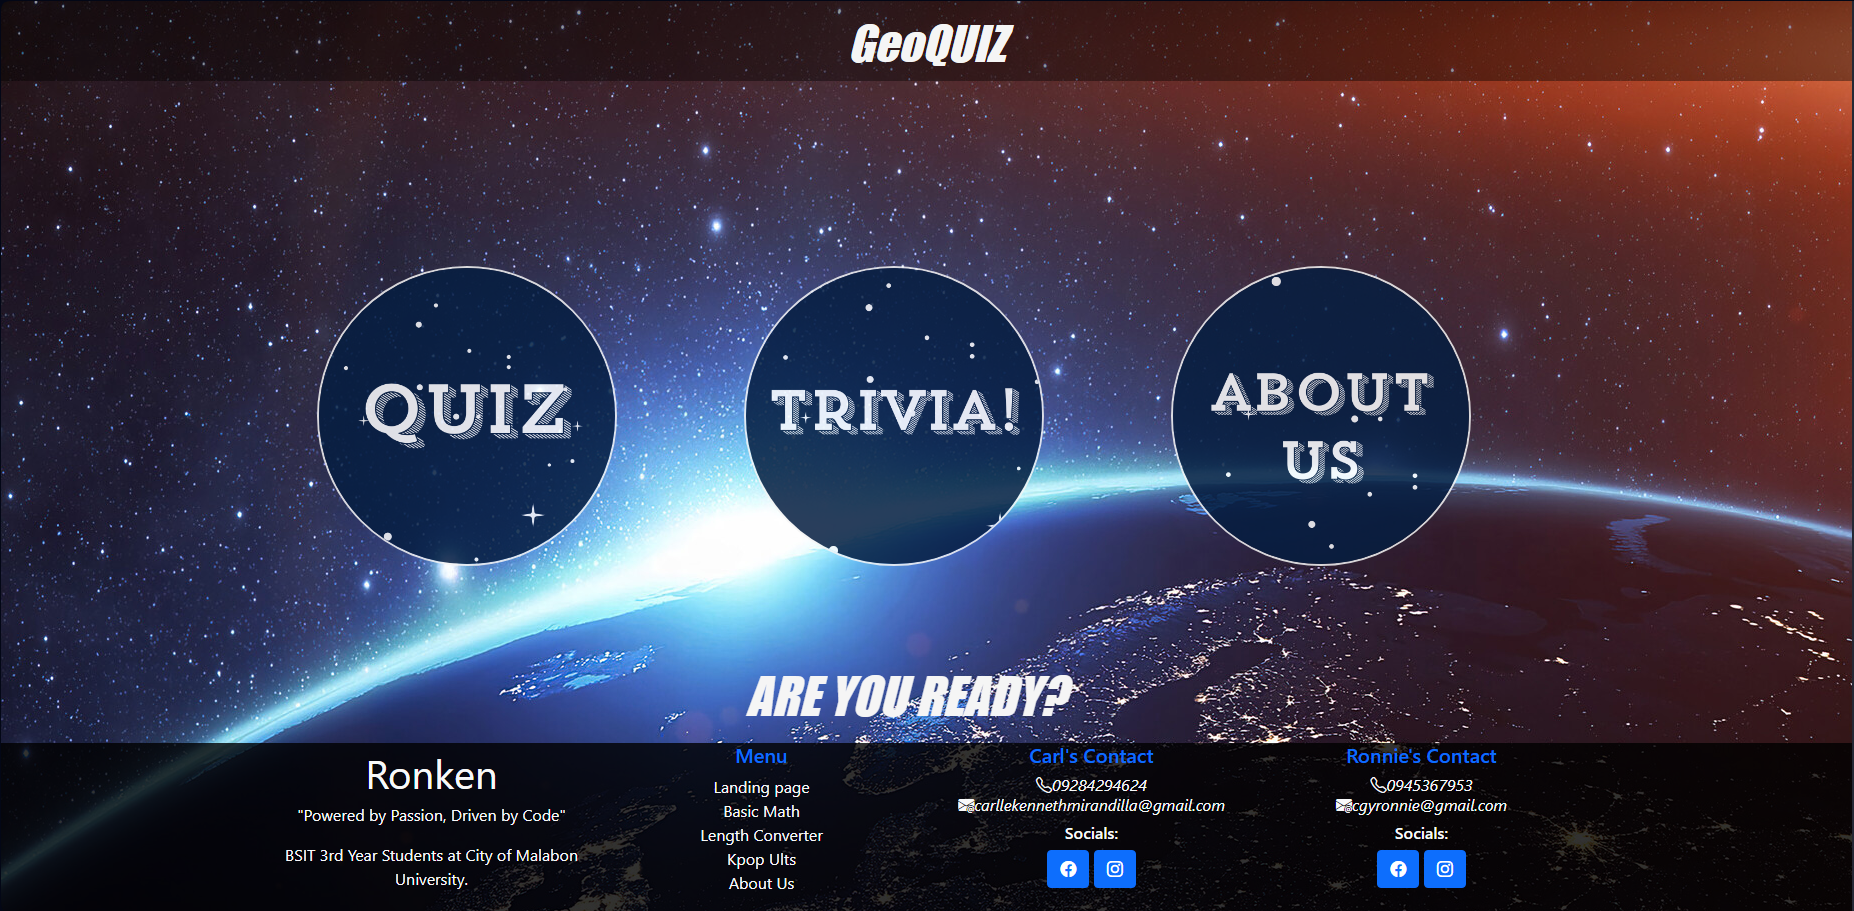 GeoQUIZ
QUIZ
TRIVIA!
ABOUT
US
ARE YOU READY?
Ronken
"Powered by Passion, Driven by Code"
BSIT 3rd Year Students at City of Malabon
University.
Menu
Landing page
Basic Math
Length Converter
Kpop Ults
About Us
Carl's Contact
09284294624
carllekennethmirandilla@gmail.com
Socials:
Ronnie's Contact
0945367953
cgyronnie@gmail.com
Socials: